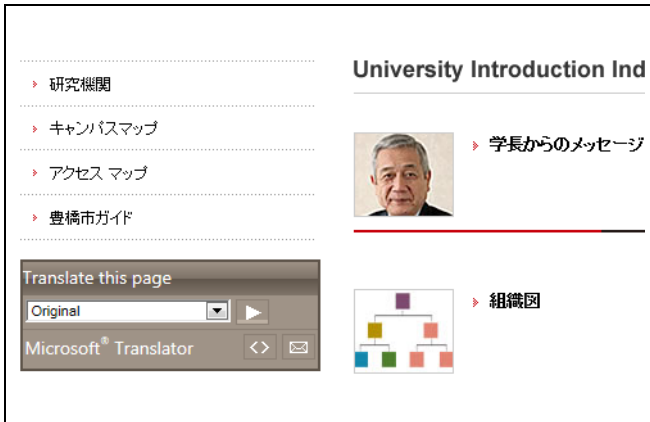 研究機関
キャンパスマップ
アクセス マップ
豊橋市ガイド
Translate this page
Original
Microsoft® Translator
University Introduction Ind
学長からのメッセージ
組織図